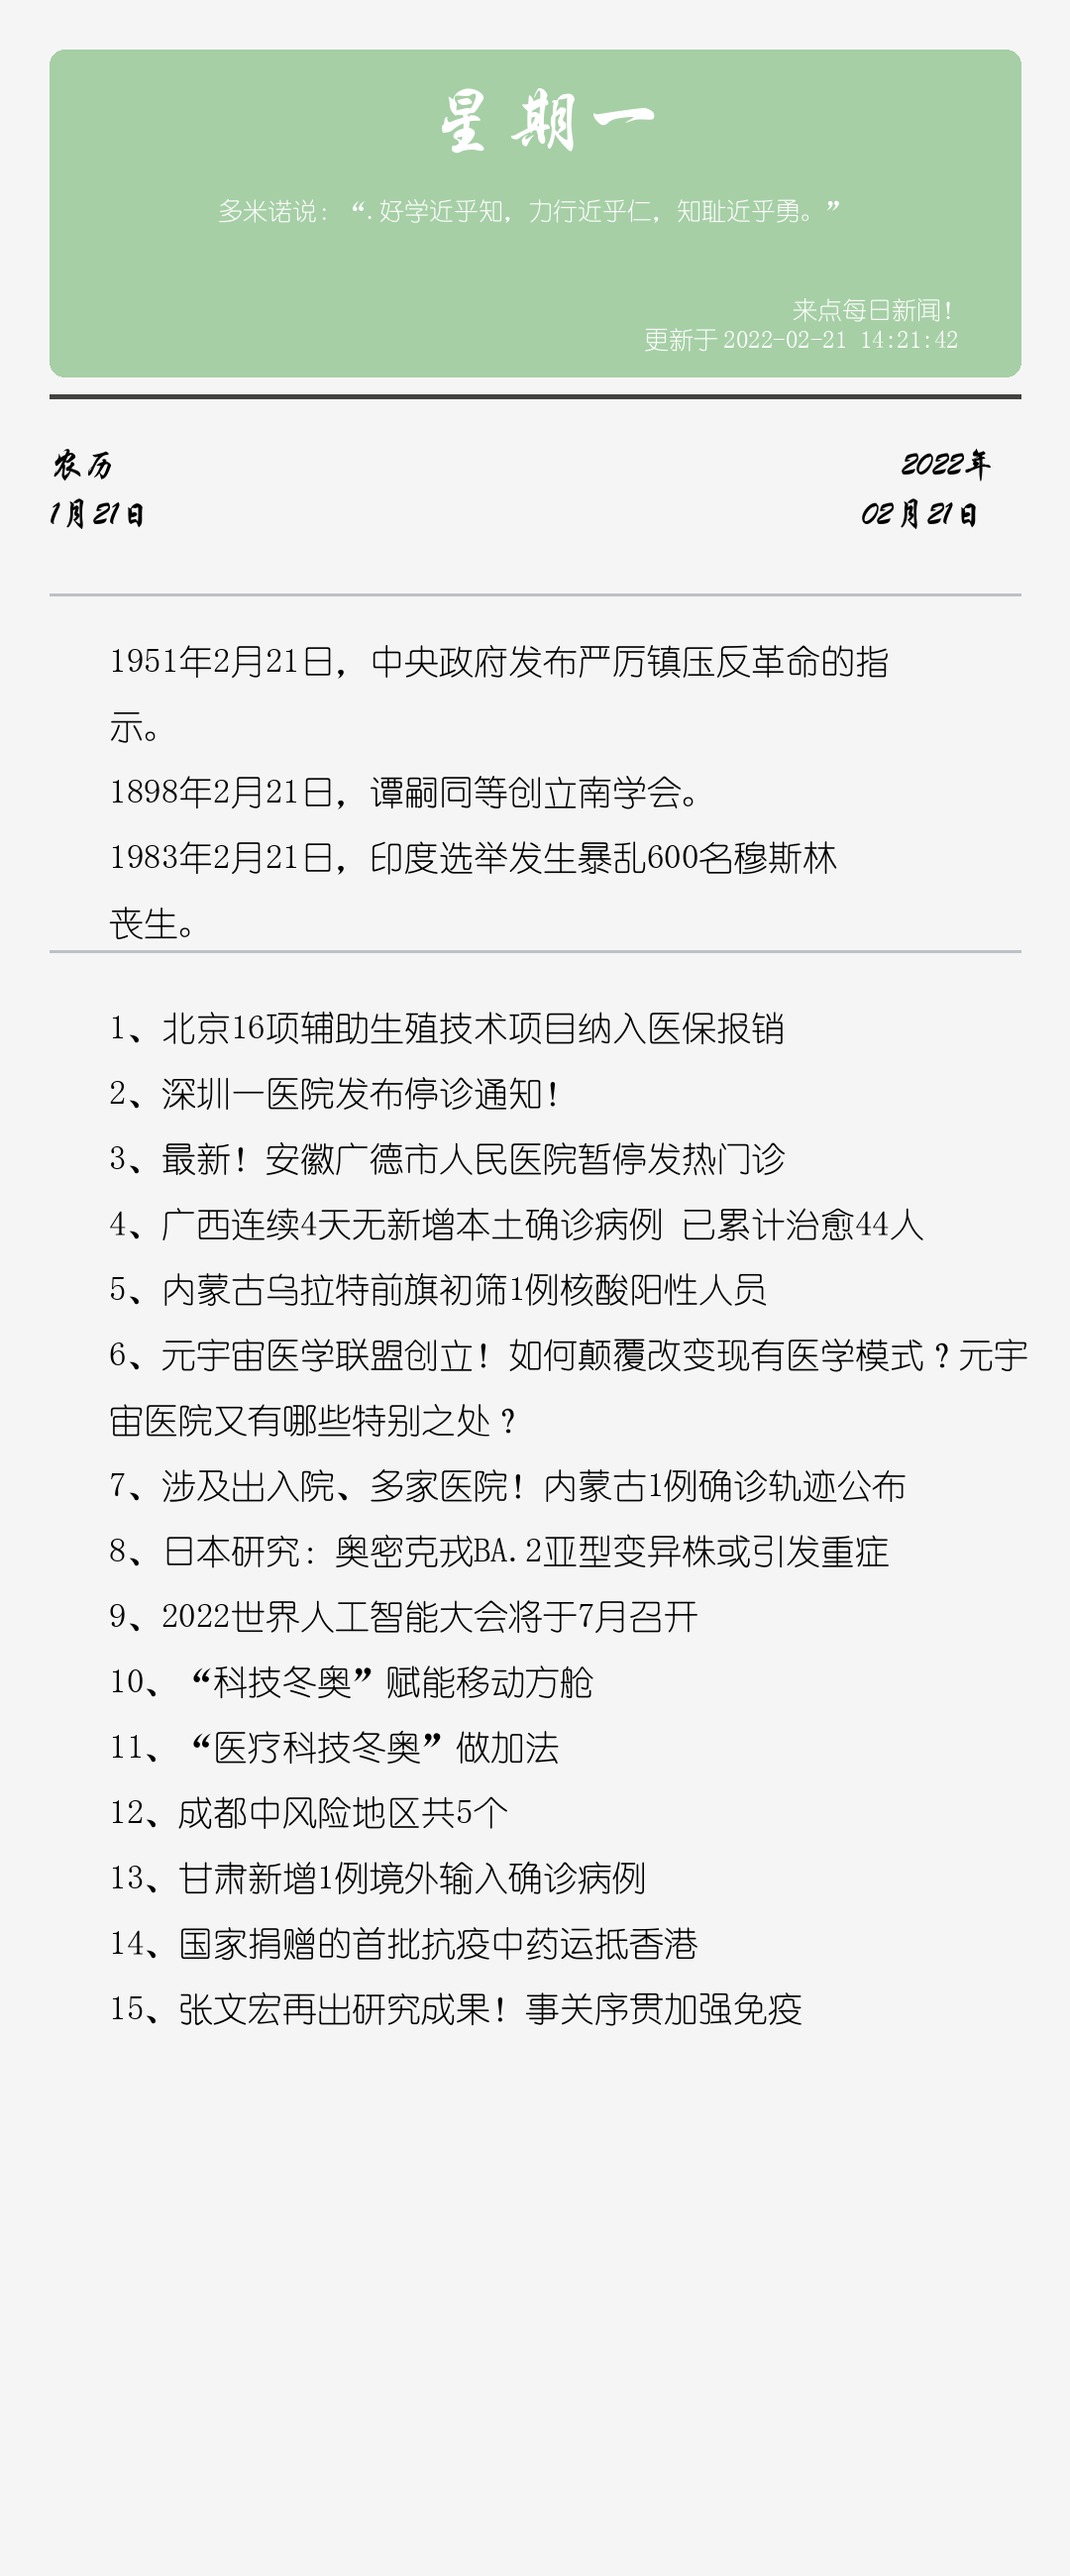 星期一
多米诺说：“.好学近乎知，力行近乎仁，知耻近乎勇。”
来点每日新闻！
更新于 2022-02-21 14:21:42
农历
2022年
1月21日
02月21日
1951年2月21日，中央政府发布严厉镇压反革命的指
示。
1898年2月21日，谭嗣同等创立南学会。
1983年2月21日，印度选举发生暴乱600名穆斯林
丧生。
1、北京16项辅助生殖技术项目纳入医保报销
2、深圳一医院发布停诊通知！
3、最新！安徽广德市人民医院暂停发热门诊
4、广西连续4天无新增本土确诊病例 已累计治愈44人
5、内蒙古乌拉特前旗初筛1例核酸阳性人员
6、元宇宙医学联盟创立！如何颠覆改变现有医学模式？元宇
宙医院又有哪些特别之处？
7、涉及出入院、多家医院！内蒙古1例确诊轨迹公布
8、日本研究：奥密克戎BA.2亚型变异株或引发重症
9、2022世界人工智能大会将于7月召开
10、“科技冬奥”赋能移动方舱
11、“医疗科技冬奥”做加法
12、成都中风险地区共5个
13、甘肃新增1例境外输入确诊病例
14、国家捐赠的首批抗疫中药运抵香港
15、张文宏再出研究成果！事关序贯加强免疫